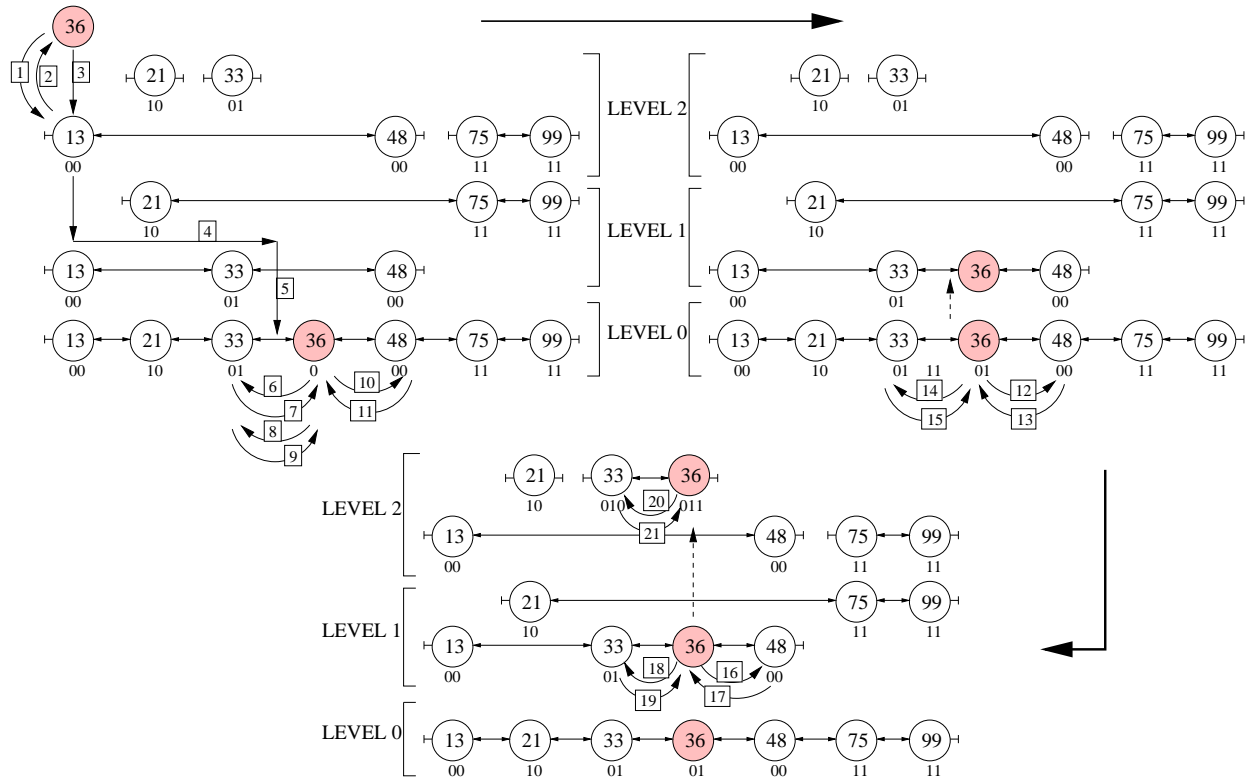 36
1 2 3
21 33
10 01
13 48 75 99
00 00 11 11
LEVEL 2
21 75 99
10 11 11
4
13 33 48
00 01 00
5
LEVEL 1
13 21 33 36 48 75 99
00 10 01 0 00 11 11
6 10
7 11
8
9
LEVEL 0
21 33
10 01
13 48 75 99
00 00 11 11
21 75 99
10 11 11
13 33 36 48
00 01 00
13 21 33 36 48 75 99
00 10 01 11 01 00 11 11
14 12
15 13
LEVEL 2
21 33 36
10 010 20 011
21
13 48 75 99
00 00 11 11
LEVEL 1
21 75 99
10 11 11
13 33 36 48
00 01 18 16 00
19 17
LEVEL 0
13 21 33 36 48 75 99
00 10 01 01 00 11 11